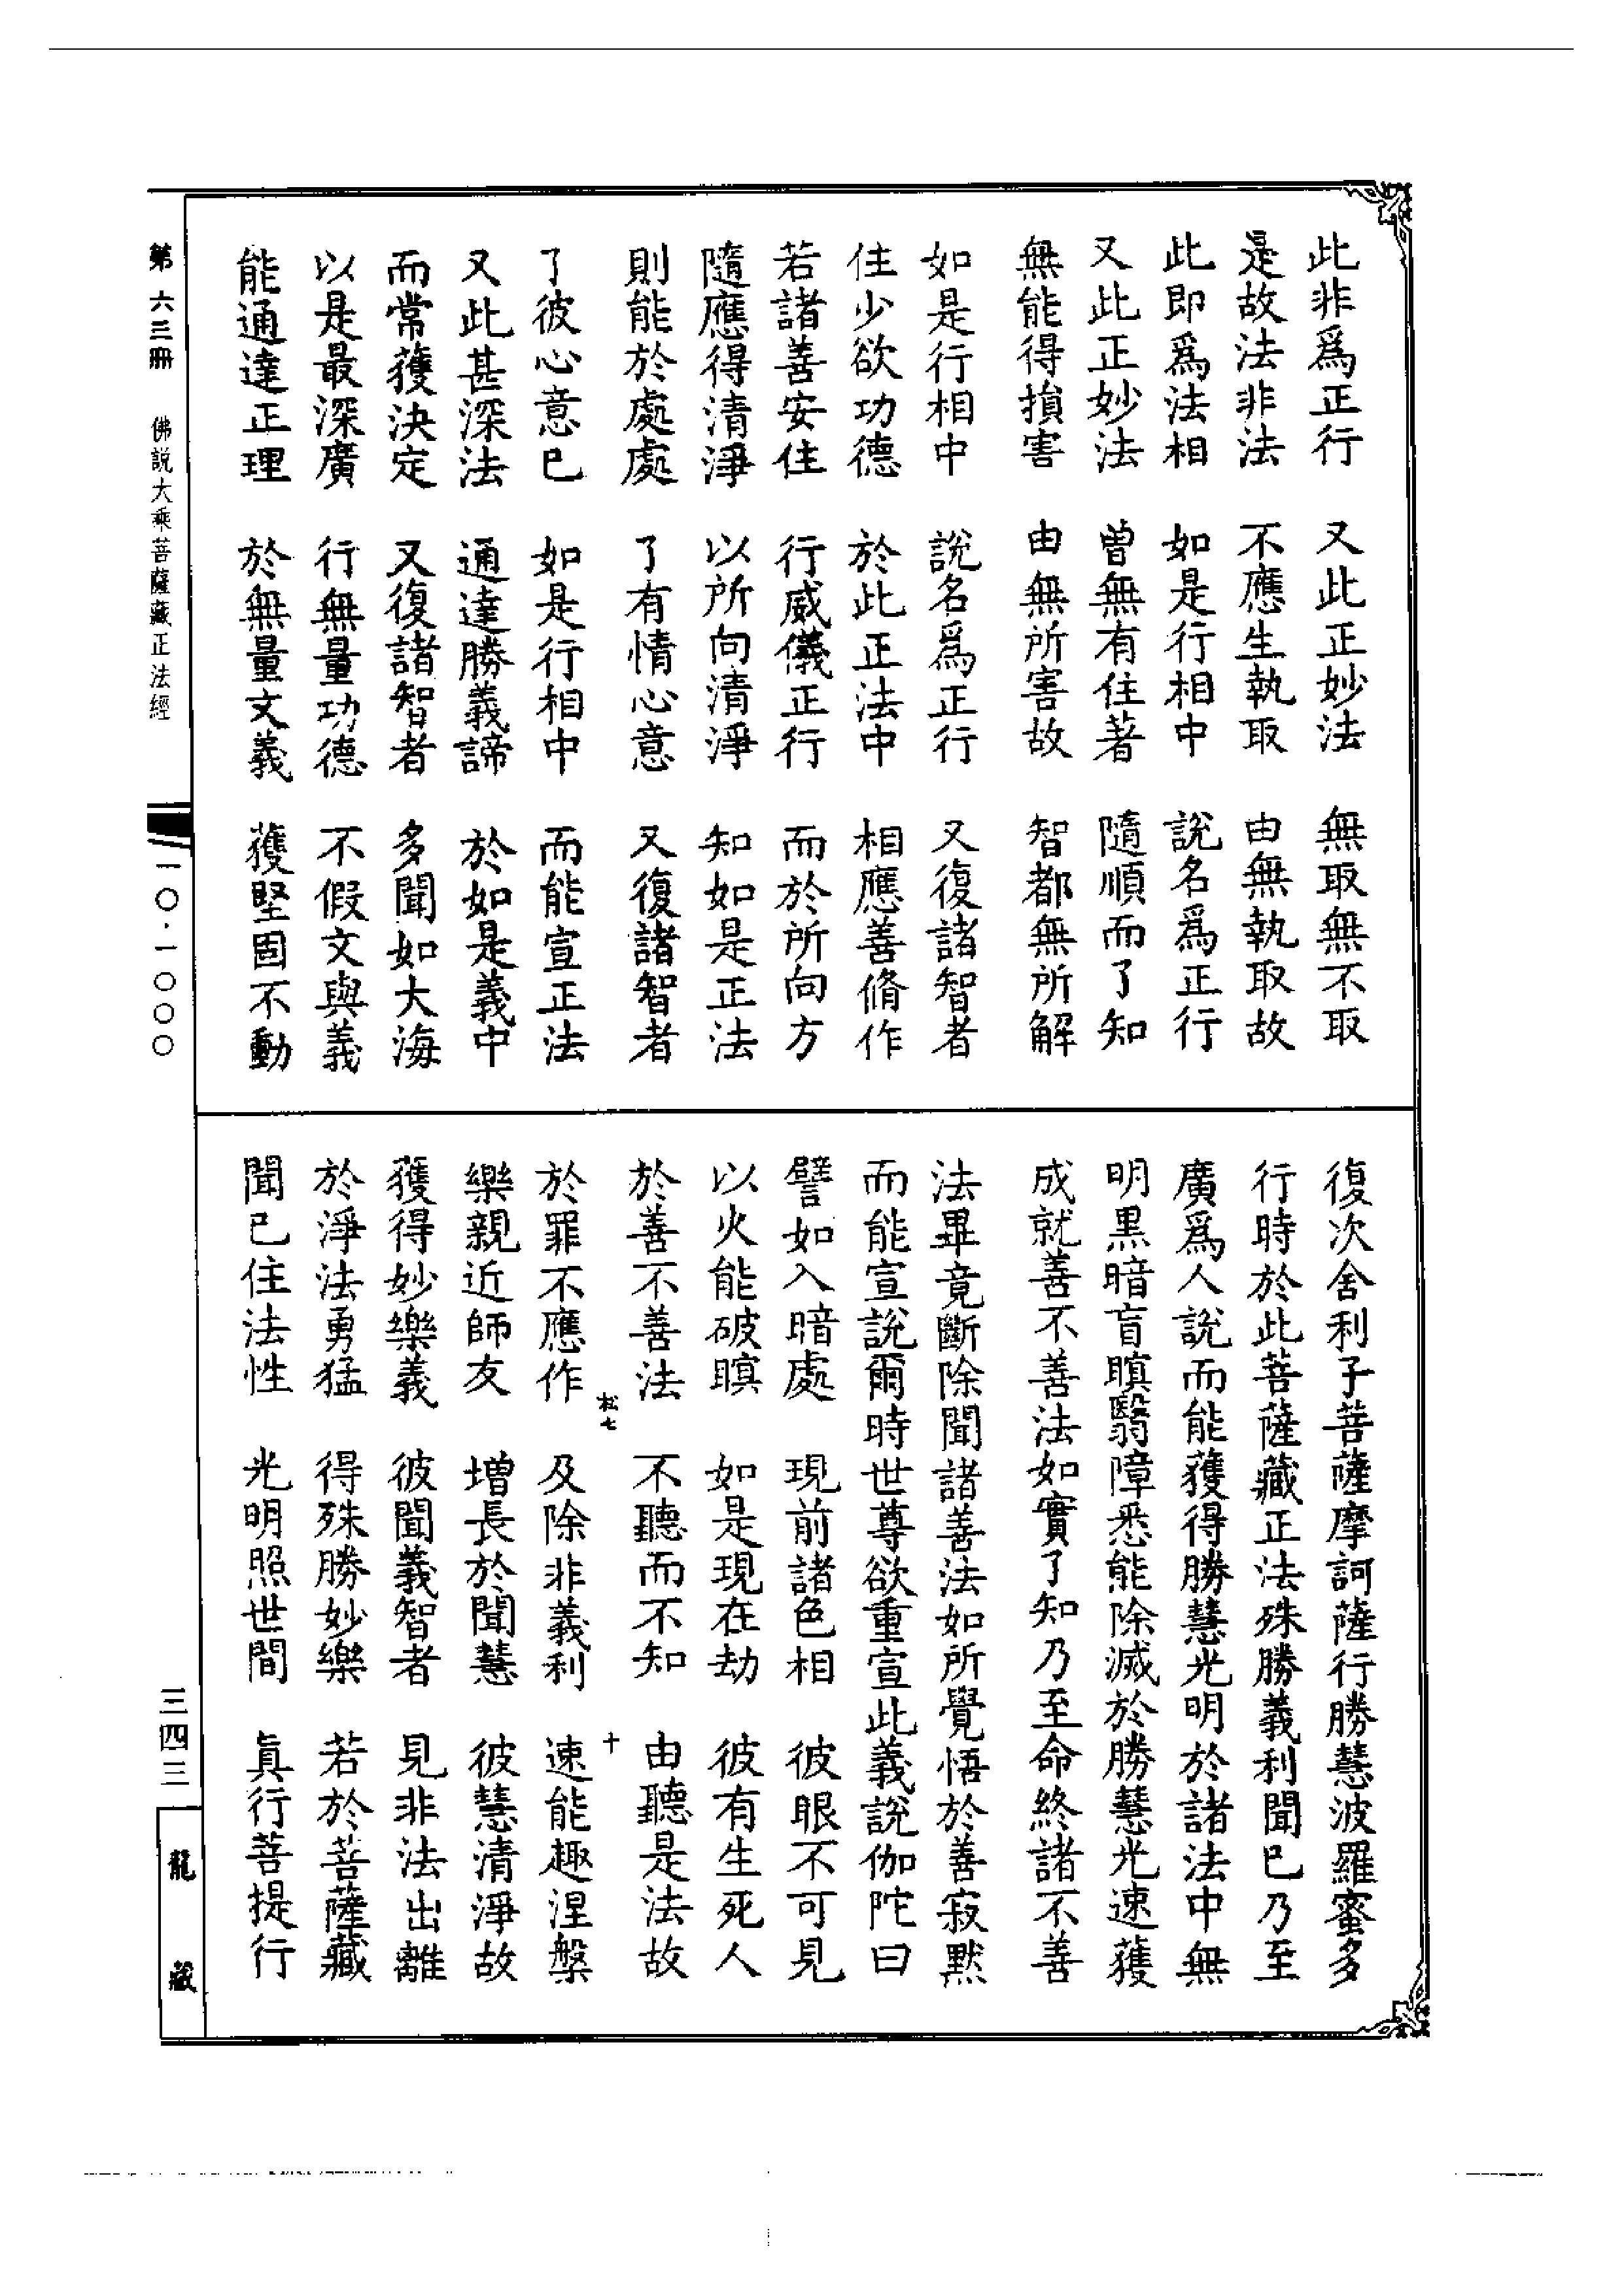 此非爲正行　又此正妙法　無取無不取
是故法非法　不應生執取　由無執取故
此即爲法相　如是行相中　說名爲正行
又此正妙法　曾無有住著　隨順而了知
無能得損害　由無所害故　智都無所解
如是行相中　說名爲正行　又復諸智者
住少欲功德　於此正法中　相應善脩作
若諸善安住　行威儀正行　而於所向方
隨應得清淨　以所向清淨　知如是正法
則能於處處　了有情心意　又復諸智者
了彼心意已　如是行相中　而能宣正法
又此甚深法　通達勝義諦　於如是義中
而常獲決定　又復諸智者　多聞如大海
以是最深廣　行無量功德　不假文與義
能通達正理　於無量文義　獲堅固不動
復次舍利子菩薩摩訶薩行勝慧波羅蜜多
行時於此菩薩藏正法殊勝義利聞已乃至
廣爲人說而能獲得勝慧光明於諸法中無
明黑暗盲瞑翳障悉能除滅於勝慧光速獲
成就善不善法如實了知乃至命終諸不善
法畢竟斷除聞諸善法如所覺悟於善寂默
而能宣說爾時世尊欲重宣此義說伽陀曰
譬如入暗處　現前諸色相　彼眼不可見
以火能破瞑　如是現在劫　彼有生死人
於善不善法　不聽而不知　由聽是法故
松七　十
於罪不應作　及除非義利　速能趣涅槃
樂親近師友　增長於聞慧　彼慧清淨故
獲得妙樂義　彼聞義智者　見非法出離
於淨法勇猛　得殊勝妙樂　若於菩薩藏
聞已住法性　光明照世間　眞行菩提行
第六三冊　佛說大乘菩薩藏正法經　一〇·一〇〇〇　三四三　龍藏